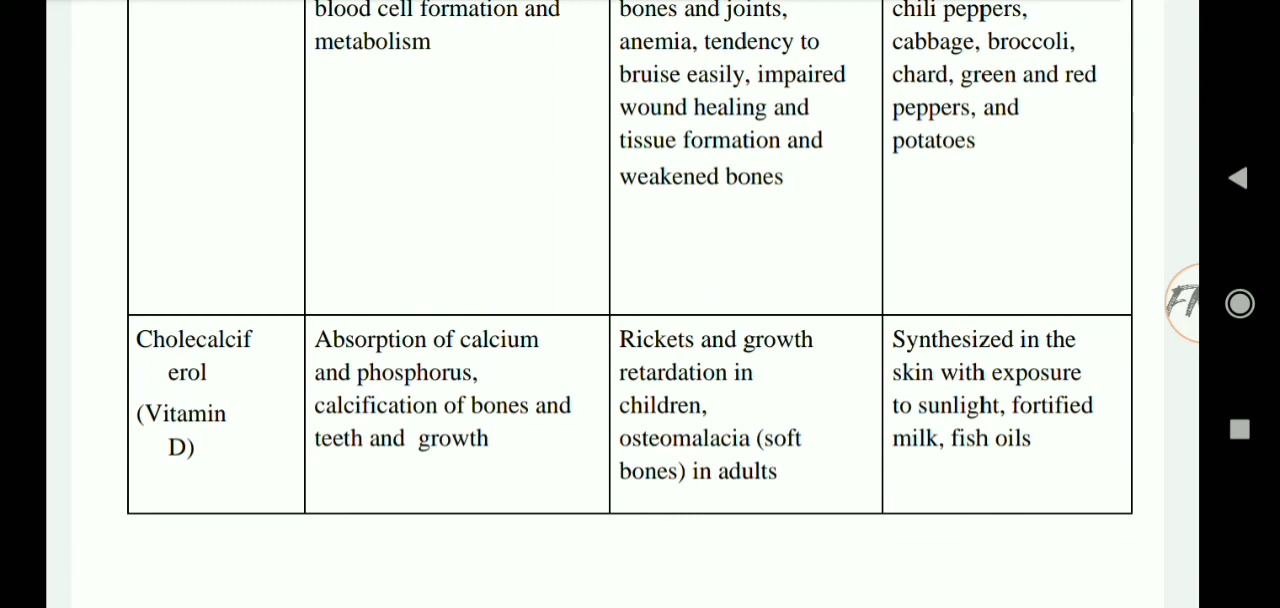 blood cell formation and
metabolism
bones and joints,
anemia, tendency to
bruise easily, impaired
wound healing and
tissue formation and
weakened bones
chili peppers,
cabbage, broccoli,
chard, green and red
peppers, and
potatoes
Cholecalcif
erol
(Vitamin
D)
Absorption of calcium
and phosphorus,
calcification of bones and
teeth and growth
Rickets and growth
retardation in
children,
osteomalacia (soft
bones) in adults
Synthesized in the
skin with exposure
to sunlight, fortified
milk, fish oils